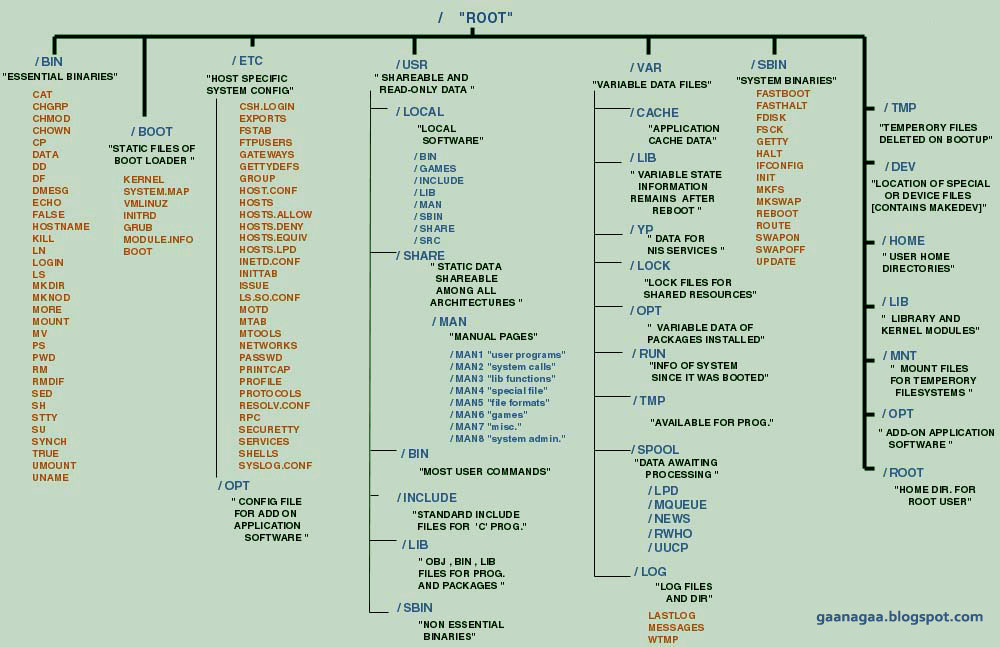 / "ROOT"
/ BIN
"ESSENTIAL BINARIES"
CAT
CHGRP
CHMOD
CHOWN
CP
DATA
DD
DF
DMESG
ECHO
FALSE
HOSTNAME
KILL
LN
LOGIN
LS
MKDIR
MKNOD
MORE
MOUNT
MV
PS
PWD
RM
RMDIF
SED
SH
STTY
SU
SYNCH
TRUE
UMOUNT
UNAME
/ BOOT
"STATIC FILES OF
BOOT LOADER "
KERNEL
SYSTEM.MAP
VMLINUZ
INITRD
GRUB
MODULE.INFO
BOOT
/ ETC
"HOST SPECIFIC
SYSTEM CONFIG"
CSH.LOGIN
EXPORTS
FSTAB
FTPUSERS
GATEWAYS
GETTYDEFS
GROUP
HOST.CONF
HOSTS
HOSTS.ALLOW
HOSTS.DENY
HOSTS.EQUIV
HOSTS.LPD
INETD.CONF
INITTAB
ISSUE
LS.SO.CONF
MOTD
MTAB
MTOOLS
NETWORKS
PASSWD
PRINTCAP
PROFILE
PROTOCOLS
RESOLV.CONF
RPC
SECURETTY
SERVICES
SHELLS
SYSLOG.CONF
/ OPT
" CONFIG FILE
FOR ADD ON
APPLICATION
SOFTWARE "
/ USR
" SHAREABLE AND
READ-ONLY DATA "
/ LOCAL
"LOCAL
SOFTWARE"
/ BIN
/ GAMES
/ INCLUDE
/ LIB
/ MAN
/ SBIN
/ SHARE
/ SRC
/ SHARE
" STATIC DATA
SHAREABLE
AMONG ALL
ARCHITECTURES "
/ MAN
"MANUAL PAGES"
/ MAN1 "user programs"
/ MAN2 "system calls"
/ MAN3 "lib functions"
/ MAN4 "special file"
/ MAN5 "file formats"
/ MAN6 "games"
/ MAN7 "misc."
/ MAN8 "system admin."
/ BIN
"MOST USER COMMANDS"
/ INCLUDE
"STANDARD INCLUDE
FILES FOR 'C' PROG."
/ LIB
" OBJ , BIN , LIB
FILES FOR PROG.
AND PACKAGES "
/ SBIN
"NON ESSENTIAL
BINARIES"
/ VAR
"VARIABLE DATA FILES"
/ CACHE
"APPLICATION
CACHE DATA"
/ LIB
" VARIABLE STATE
INFORMATION
REMAINS AFTER
REBOOT "
/ YP
" DATA FOR
NIS SERVICES"
/ LOCK
"LOCK FILES FOR
SHARED RESOURCES"
/ OPT
" VARIABLE DATA OF
PACKAGES INSTALLED"
/ RUN
"INFO OF SYSTEM
SINCE IT WAS BOOTED"
/ TMP
"AVAILABLE FOR PROG."
/ SPOOL
"DATA AWAITING
PROCESSING "
/ LPD
/ MQUEUE
/ NEWS
/ RWHO
/ UUCP
/ LOG
"LOG FILES
AND DIR"
LASTLOG
MESSAGES
WTMP
/ SBIN
"SYSTEM BINARIES"
FASTBOOT
FASTHALT
FDISK
FSCK
GETTY
HALT
IFCONFIG
INIT
MKFS
MKSWAP
REBOOT
ROUTE
SWAPON
SWAPOFF
UPDATE
/ TMP
"TEMPERORY FILES
DELETED ON BOOTUP"
/ DEV
"LOCATION OF SPECIAL
OR DEVICE FILES
[CONTAINS MAKEDEV]"
/ HOME
" USER HOME
DIRECTORIES"
/ LIB
" LIBRARY AND
KERNEL MODULES"
/ MNT
" MOUNT FILES
FOR TEMPERORY
FILESYSTEMS "
/ OPT
" ADD-ON APPLICATION
SOFTWARE "
/ ROOT
"HOME DIR. FOR
ROOT USER"
gaanagaa.blogspot.com